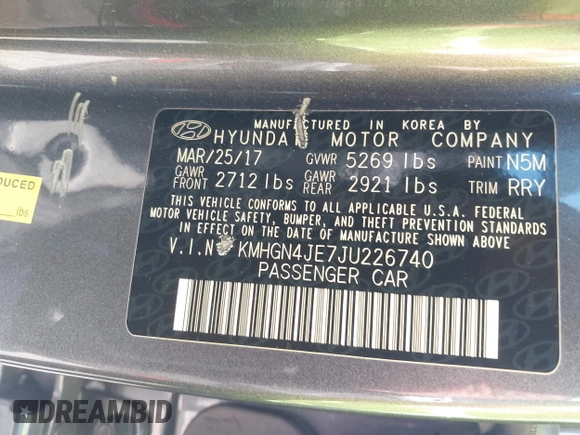 MANUFACTURED IN KOREA BY
HYUNDAI MOTOR COMPANY
MAR/25/17 GVWR 5269 lbs PAINT N5M
GAWR FRONT 2712 lbs GAWR REAR 2921 lbs TRIM RRY
THIS VEHICLE CONFORMS TO ALL APPLICABLE U.S.A. FEDERAL
MOTOR VEHICLE SAFETY, BUMPER, AND THEFT PREVENTION STANDARDS
IN EFFECT ON THE DATE OF MANUFACTURE SHOWN ABOVE
V.I.N KMHGN4JE7JU226740
PASSENGER CAR
DUCED
lbs
DREAMBID